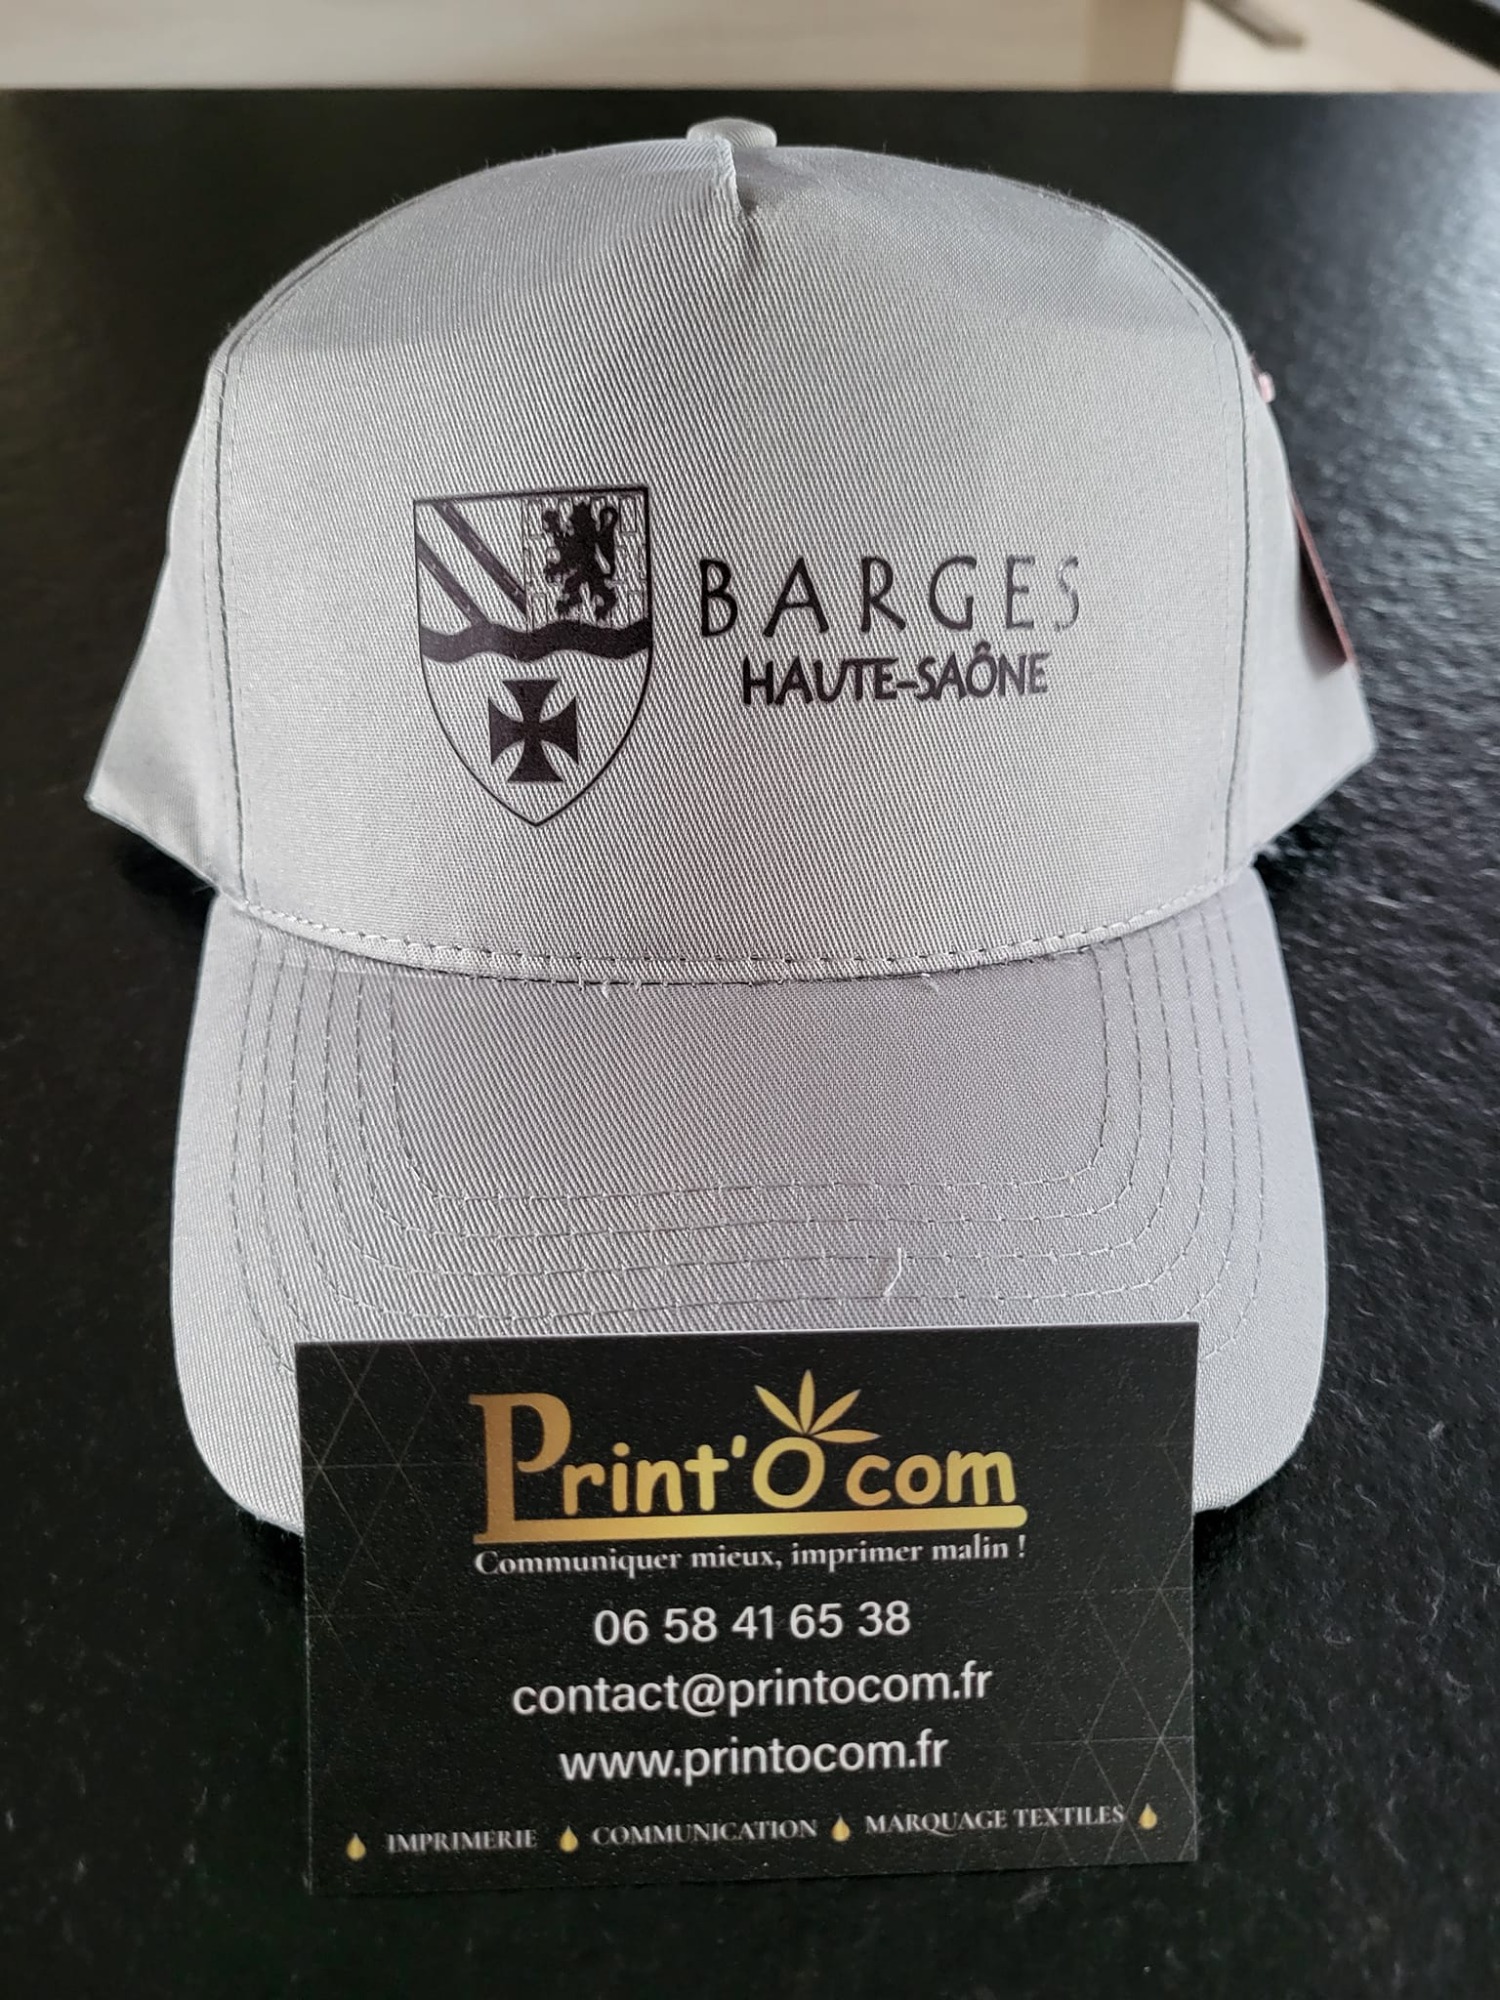 BARGES
HAUTE-SAÔNE
Print'O com
Communiquer mieux, imprimer malin !
06 58 41 65 38
contact@printocom.fr
www.printocom.fr
IMPRIMERIE COMMUNICATION MARQUAGE TEXTILES